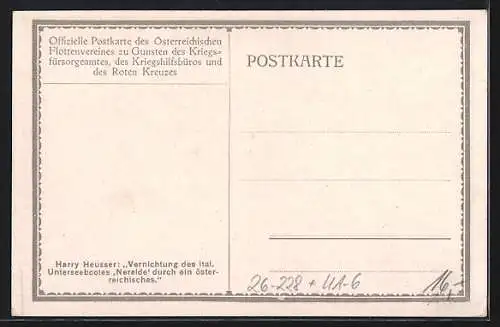 Offizielle Postkarte des Österreichischen
Flottenvereines zu Gunsten des Kriegs-
fürsorgeamtes, des Kriegshilfsbüros und
des Roten Kreuzes
POSTKARTE
Harry Heusser: „Vernichtung des ital.
Unterseebootes ‚Nereide' durch ein öster-
reichisches."
26-228 + UA-6
16,-